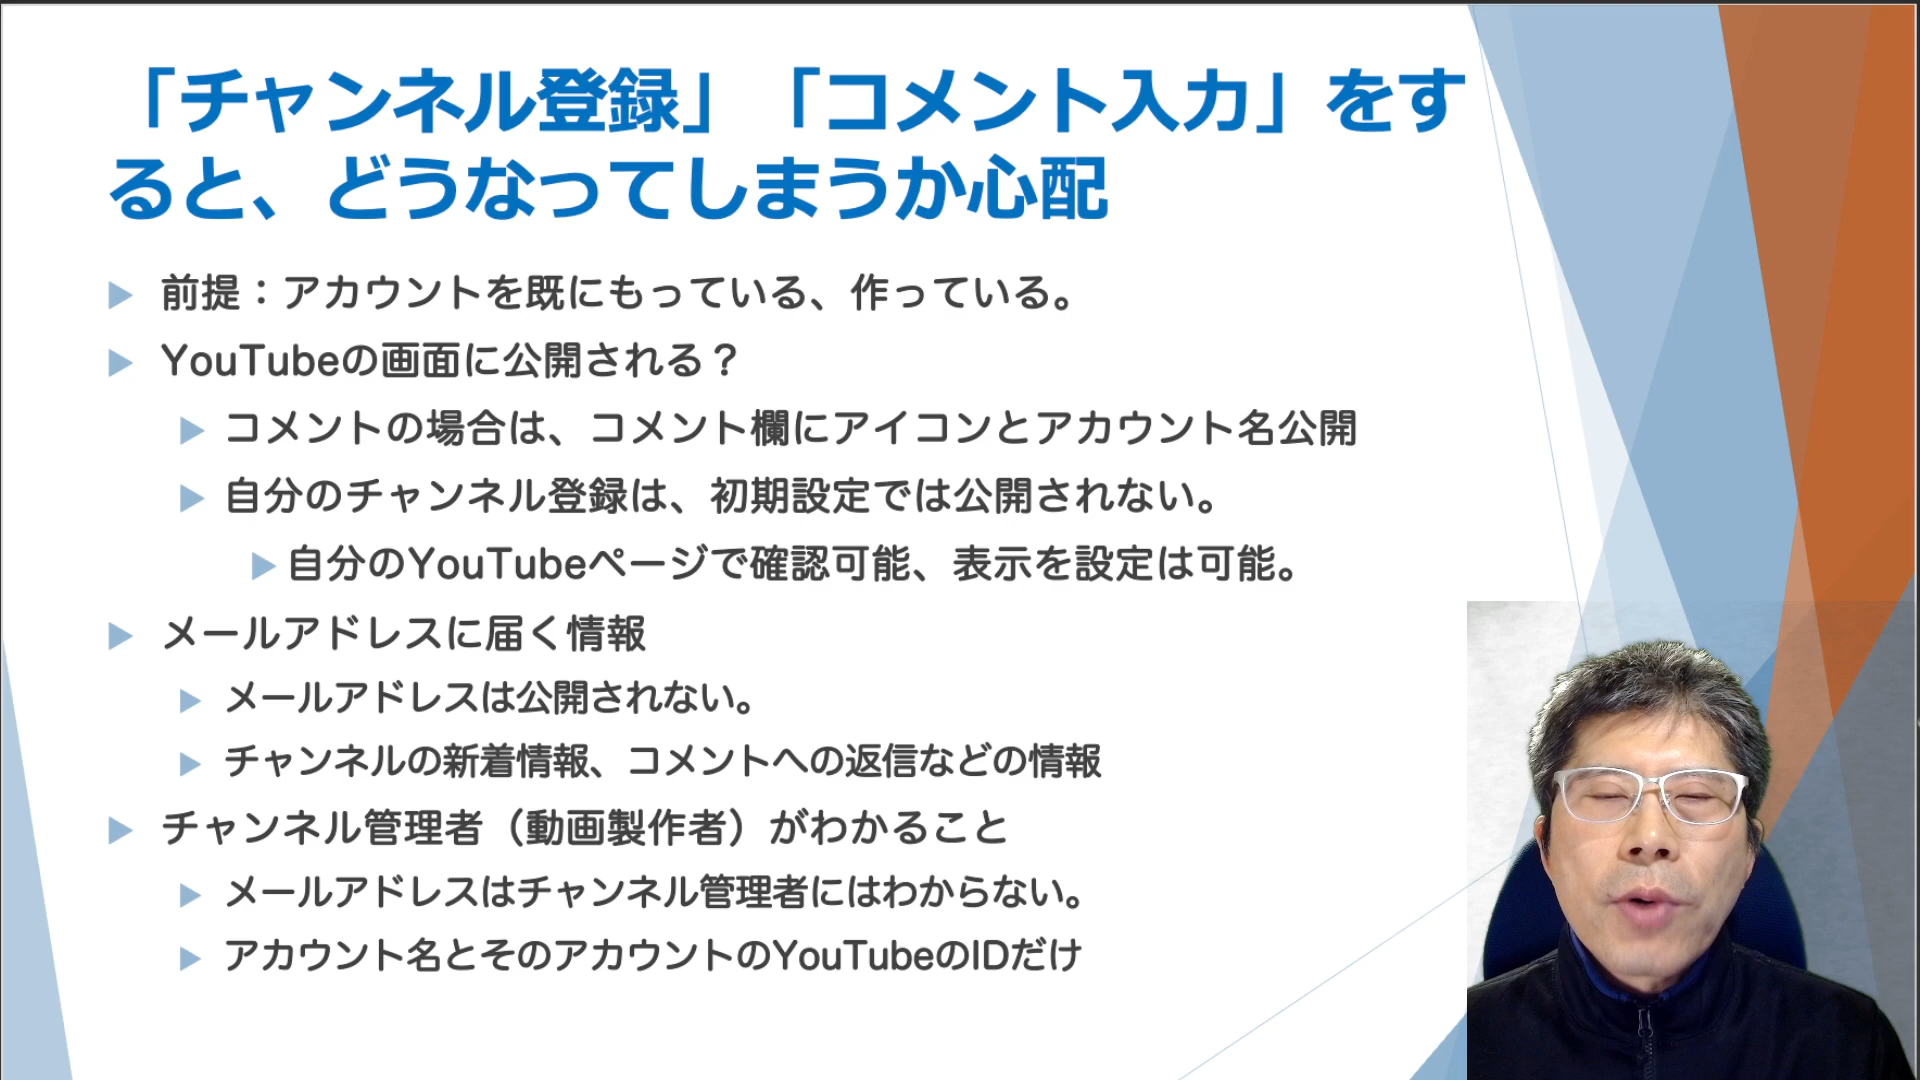 「チャンネル登録」「コメント入力」をす
ると、どうなってしまうか心配
前提：アカウントを既にもっている、作っている。
YouTubeの画面に公開される？
コメントの場合は、コメント欄にアイコンとアカウント名公開
自分のチャンネル登録は、初期設定では公開されない。
自分のYouTubeページで確認可能、表示を設定は可能。
メールアドレスに届く情報
メールアドレスは公開されない。
チャンネルの新着情報、コメントへの返信などの情報
チャンネル管理者（動画製作者）がわかること
メールアドレスはチャンネル管理者にはわからない。
アカウント名とそのアカウントのYouTubeのIDだけ